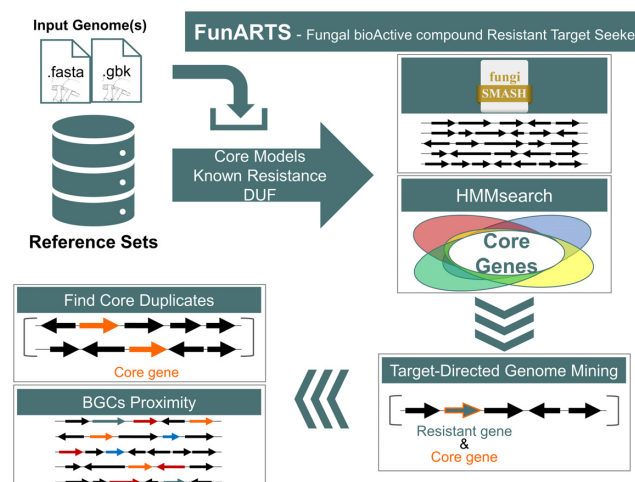 Input Genome(s)
.fasta
.gbk
FunARTS - Fungal bioActive compound Resistant Target Seeke
fungi
SMASH
Core Models
Known Resistance
DUF
Reference Sets
HMMsearch
Core
Genes
Find Core Duplicates
Core gene
Target-Directed Genome Mining
Resistant gene
&
Core gene
BGCs Proximity